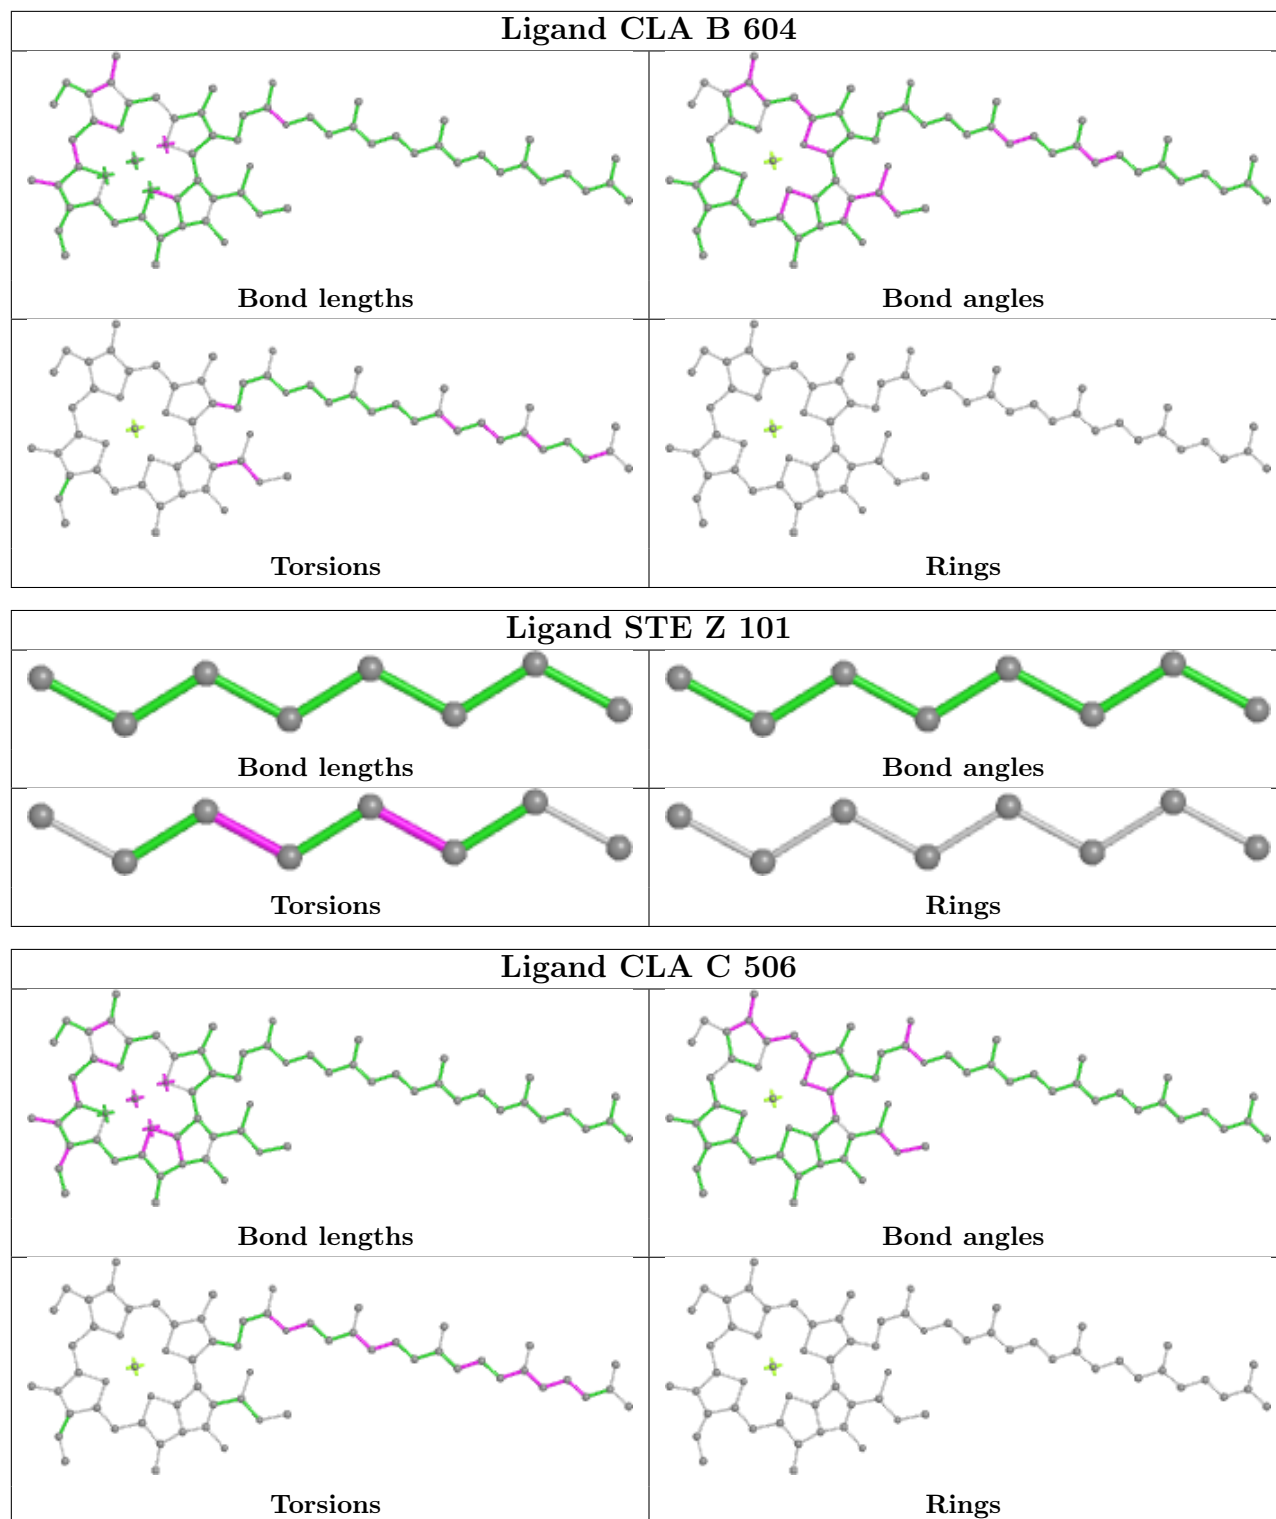 Ligand CLA B 604
Bond lengths
Bond angles
Torsions
Rings
Ligand STE Z 101
Bond lengths
Bond angles
Torsions
Rings
Ligand CLA C 506
Bond lengths
Bond angles
Torsions
Rings